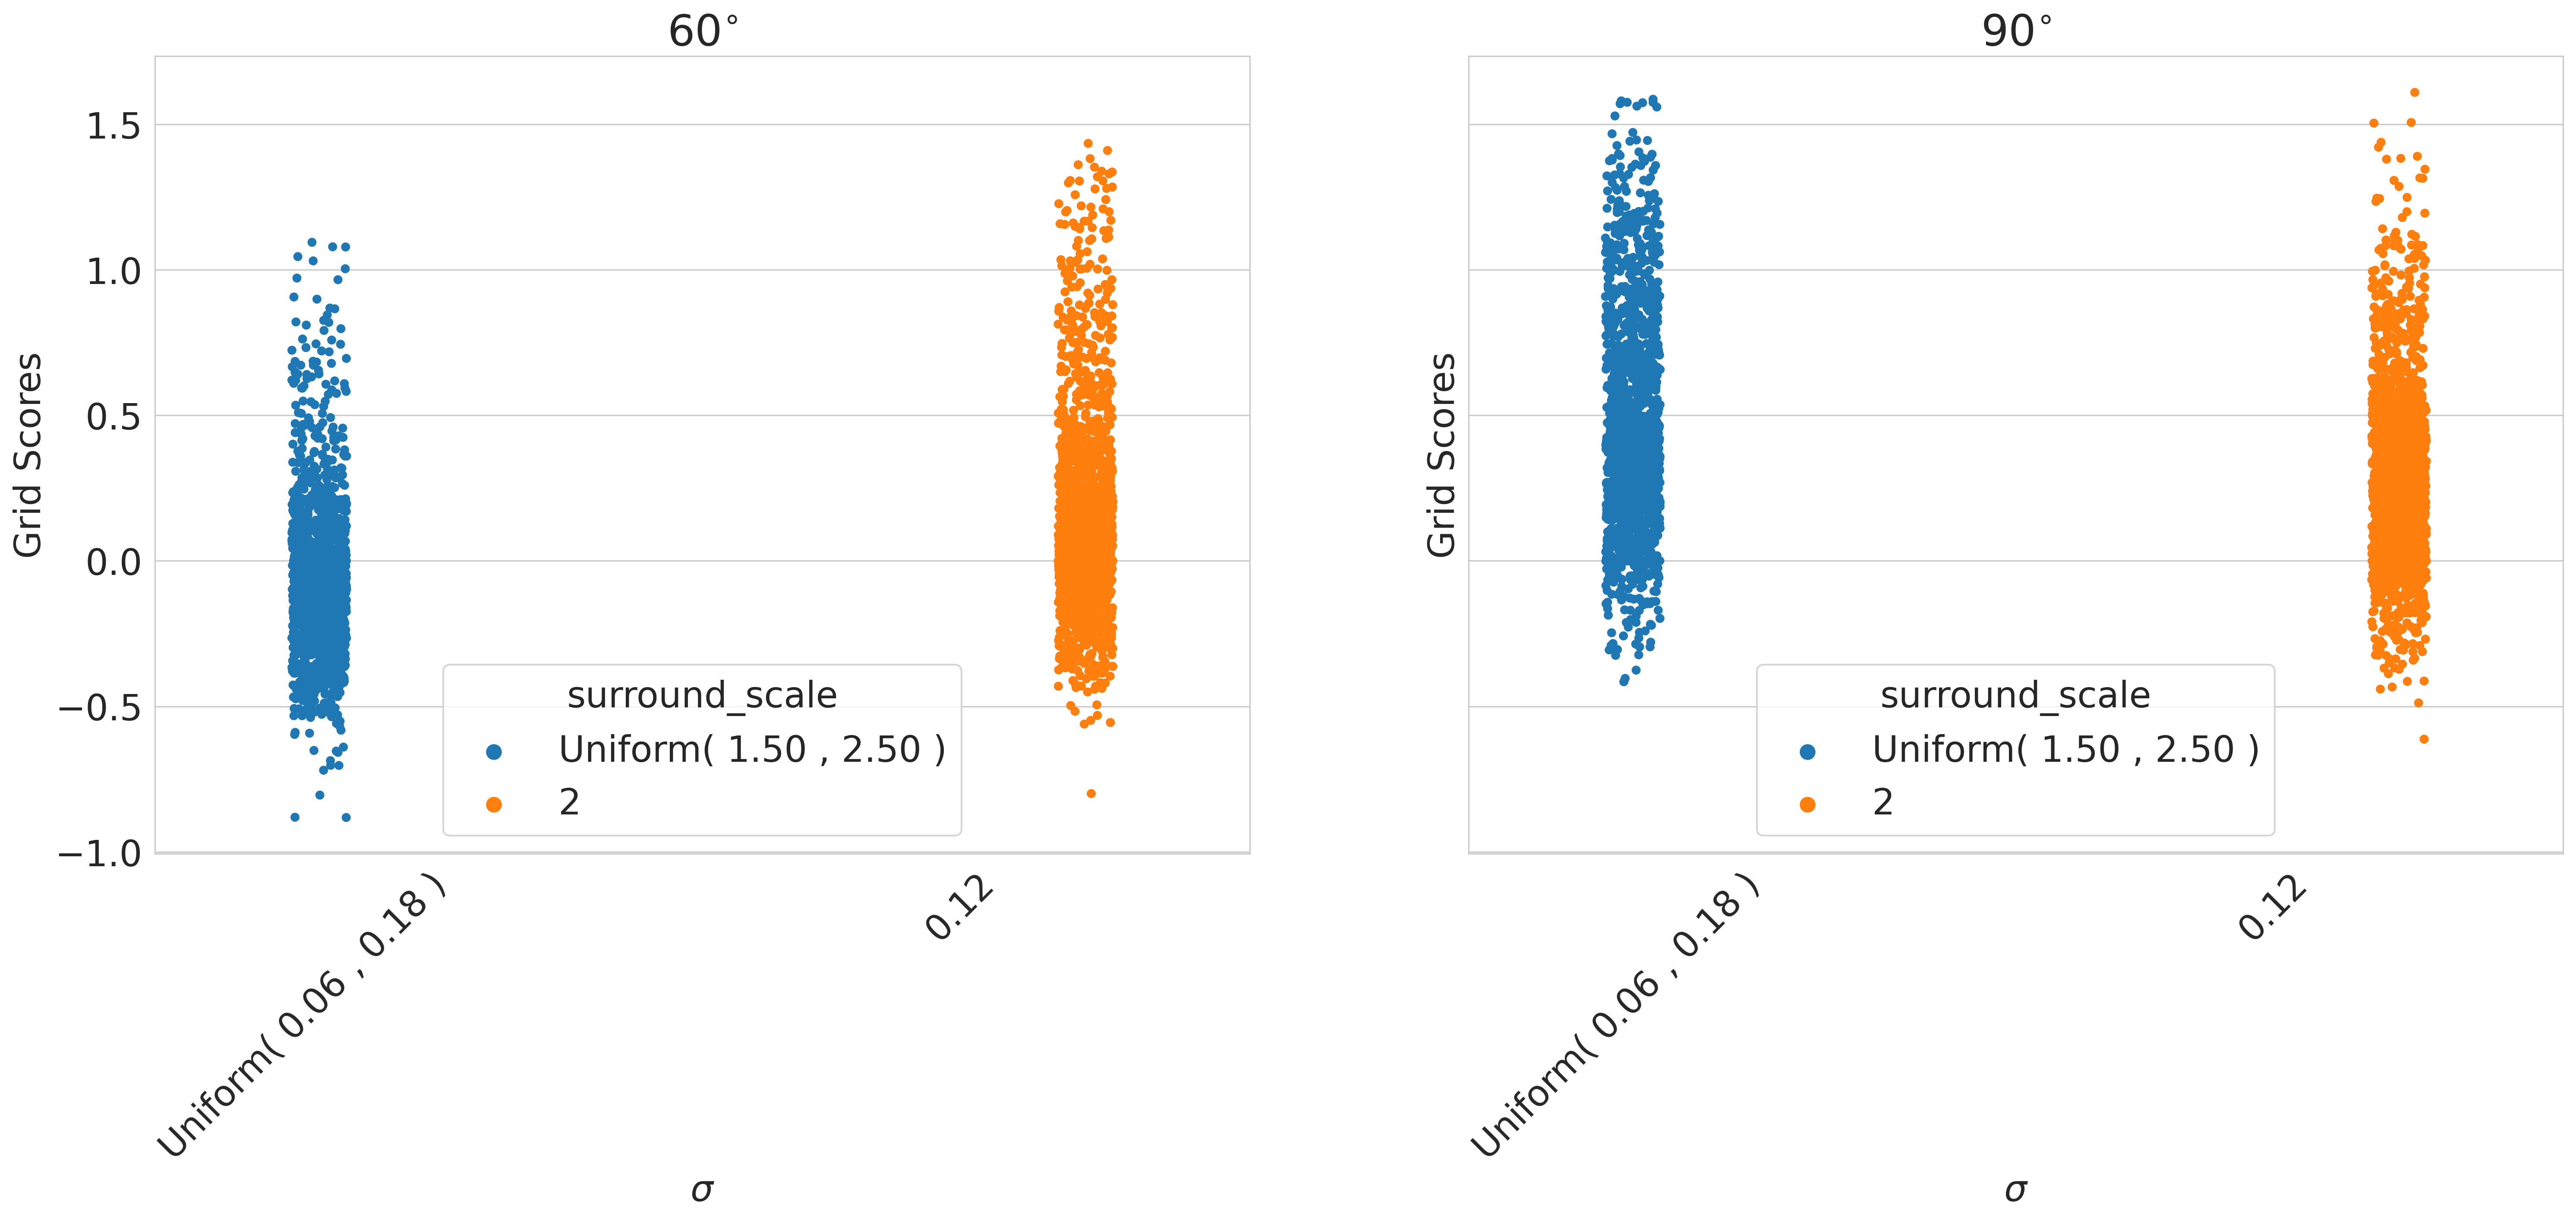 60°
Grid Scores
1.5
1.0
0.5
0.0
−0.5
−1.0
surround_scale
Uniform( 1.50 , 2.50 )
2
Uniform( 0.06 , 0.18 )
0.12
σ
90°
Grid Scores
surround_scale
Uniform( 1.50 , 2.50 )
2
Uniform( 0.06 , 0.18 )
0.12
σ